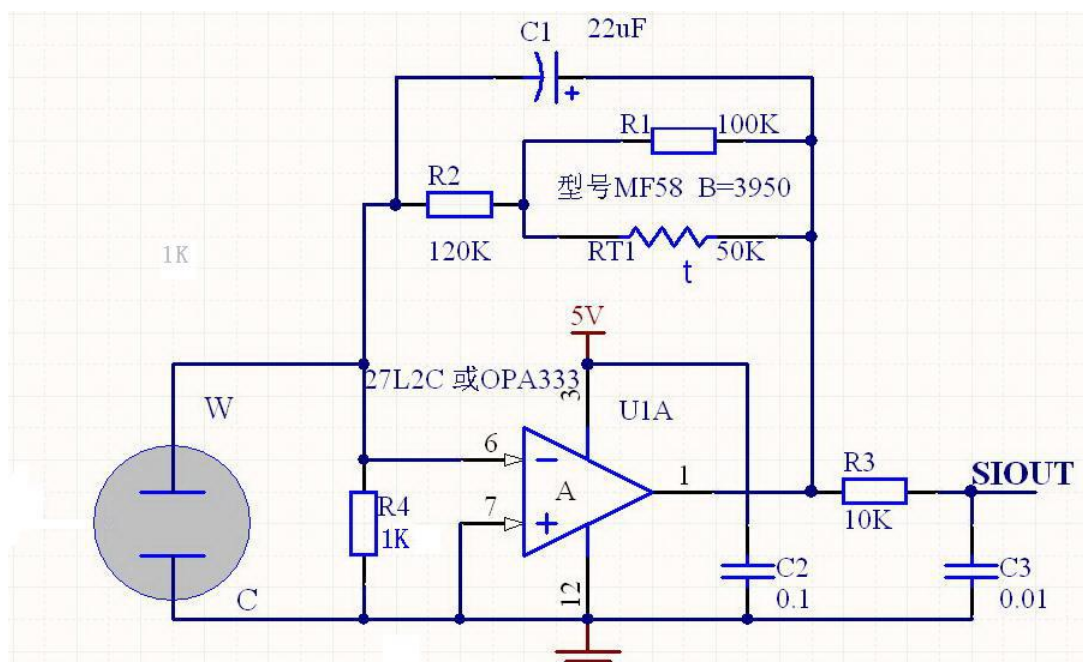 C1 22uF
R1 100K
R2
型号MF58 B=3950
120K
RT1 50K
t
1K
5V
27L2C 或OPA333
3
U1A
W
6
1
R3
SIOUT
A
R4
7
1K
10K
C2
C3
C
12
0.1
0.01